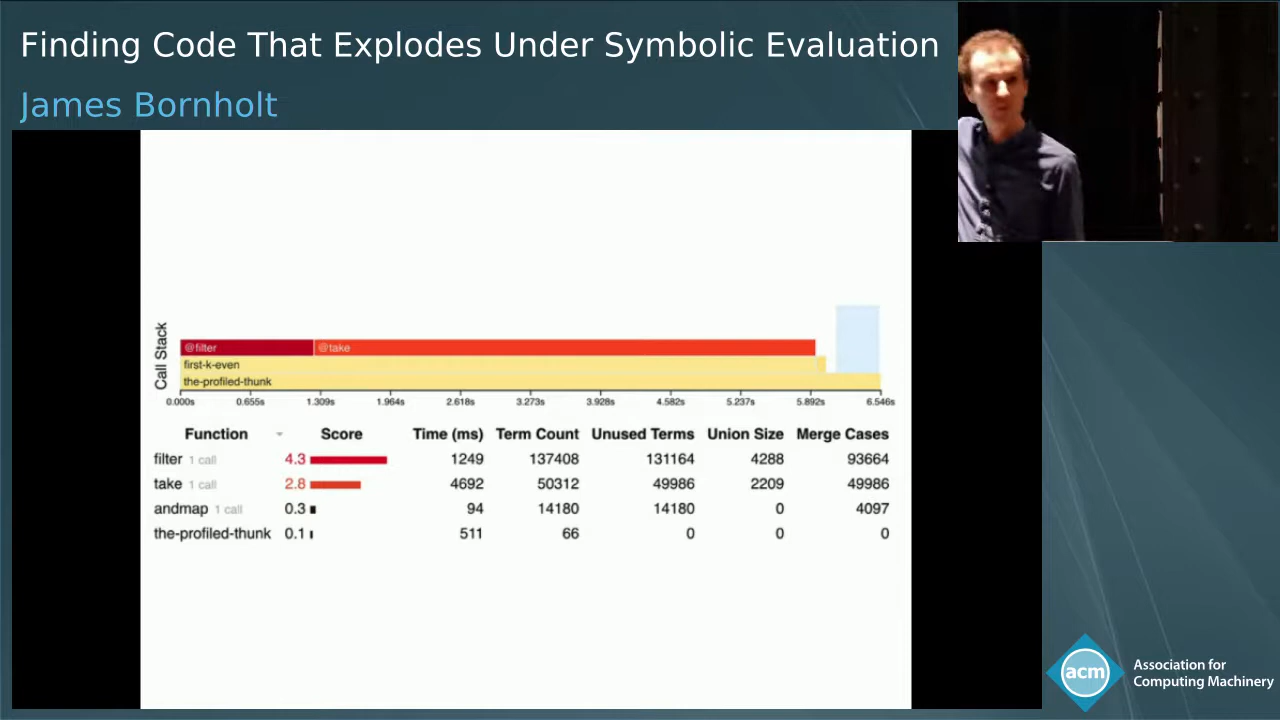 Finding Code That Explodes Under Symbolic Evaluation
James Bornholt
Call Stack
@filter @take
first-k-even
the-profiled-thunk
0.000s 0.655s 1.309s 1.964s 2.618s 3.273s 3.928s 4.582s 5.237s 5.892s 6.546s
Function Score Time (ms) Term Count Unused Terms Union Size Merge Cases
filter 1 call 4.3 1249 137408 131164 4288 93664
take 1 call 2.8 4692 50312 49986 2209 49986
andmap 1 call 0.3 94 14180 14180 0 4097
the-profiled-thunk 0.1 511 66 0 0 0
acm
Association for
Computing Machinery